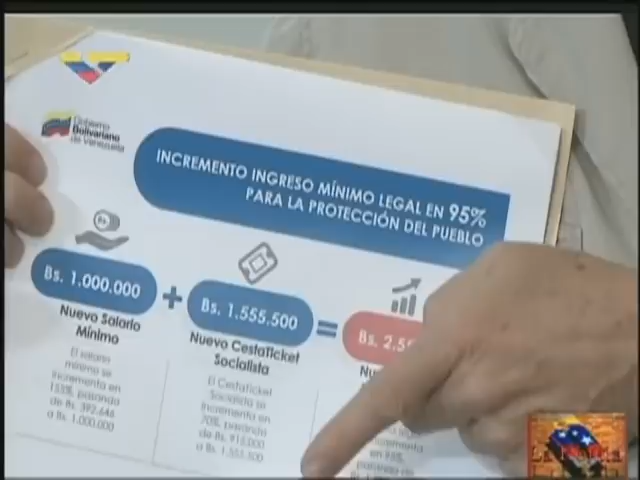 Gobierno
Bolivariano
de Venezuela
INCREMENTO INGRESO MÍNIMO LEGAL EN 95%
PARA LA PROTECCIÓN DEL PUEBLO
Bs. 1.000.000
+
Bs. 1.555.500
=
Bs. 2.5
Nuevo Salario
Mínimo
Nuevo CestaTicket
Socialista
El salario
mínimo se
incrementa en
155%, pasando
de Bs. 392.646
a Bs. 1.000.000
El CestaTicket
Socialista se
incrementa en
70%, pasando
de Bs. 915.000
a Bs. 1.555.500